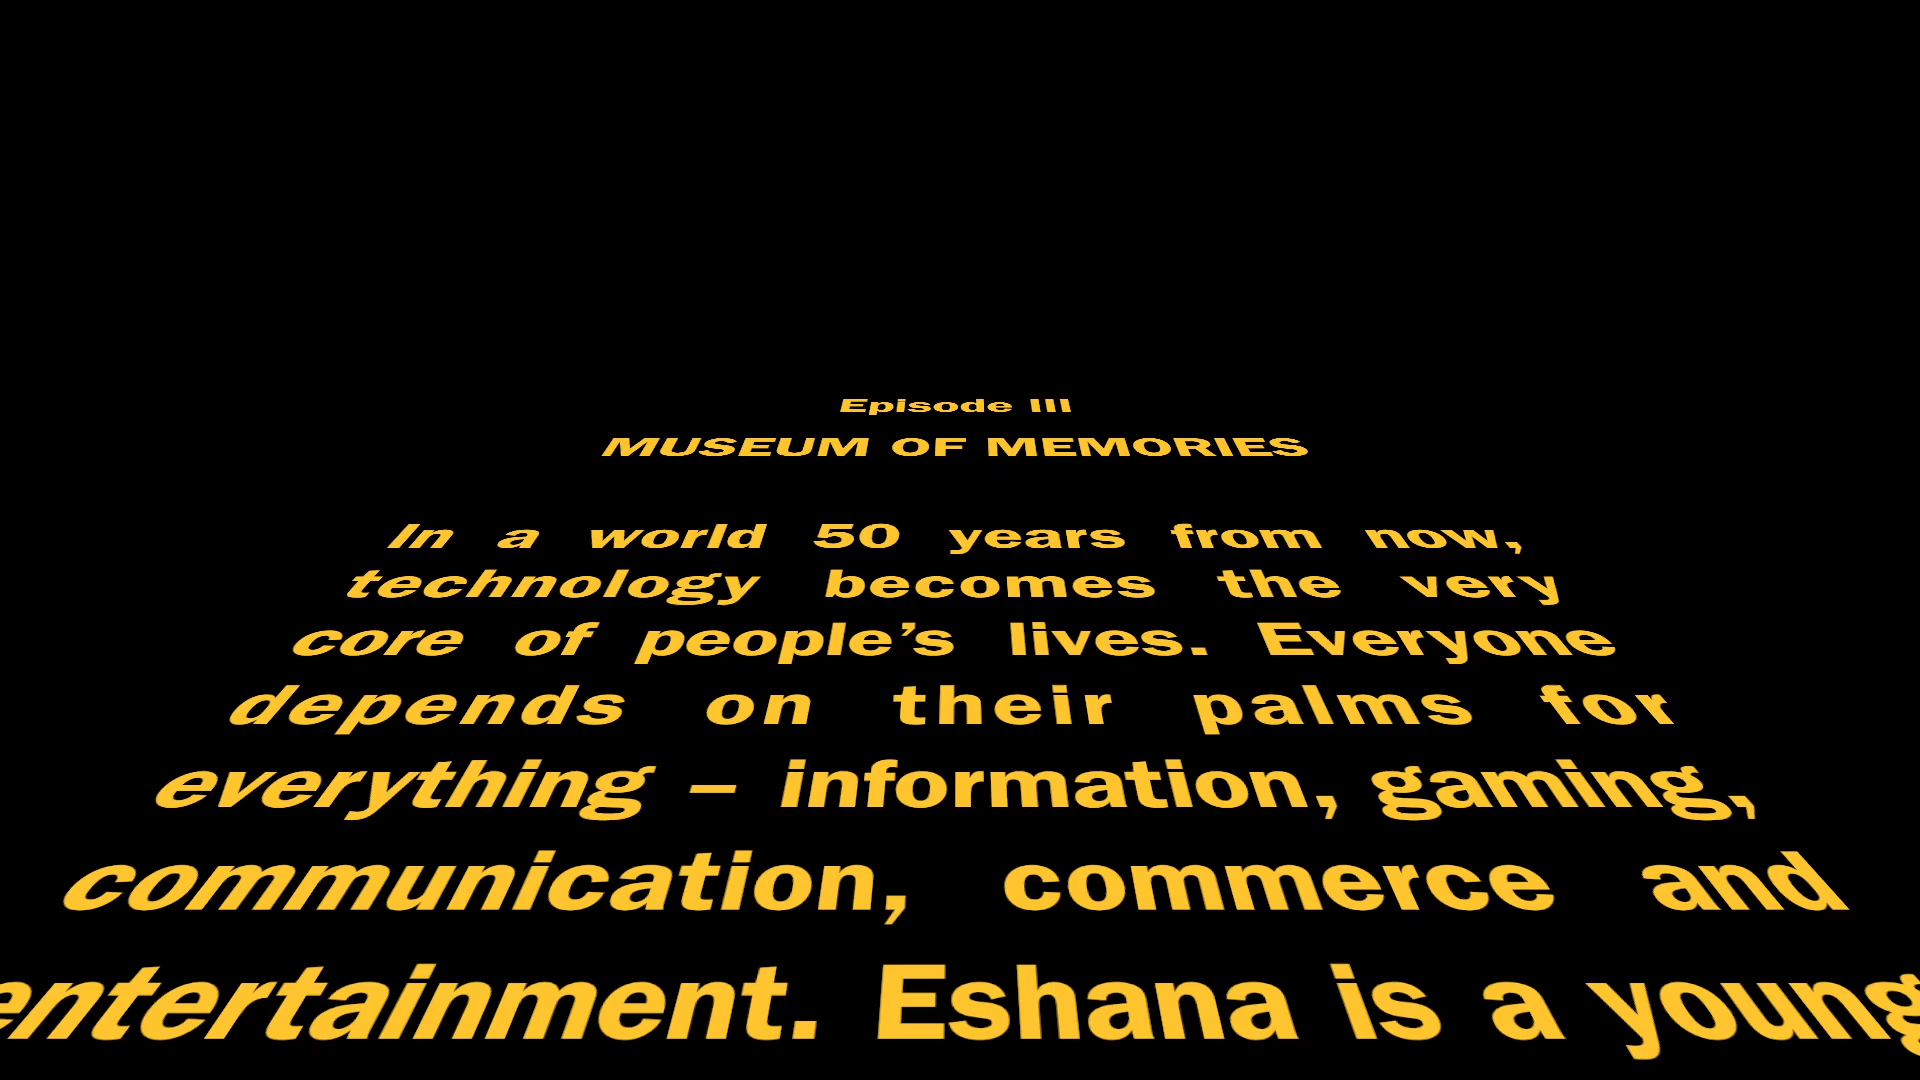 Episode III
MUSEUM OF MEMORIES
In a world 50 years from now,
technology becomes the very
core of people’s lives. Everyone
depends on their palms for
everything – information, gaming,
communication, commerce and
entertainment. Eshana is a young